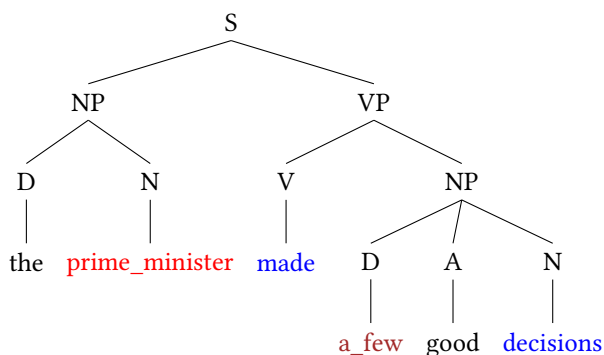 S
NP VP
D N V NP
the prime_minister made D A N
a_few good decisions